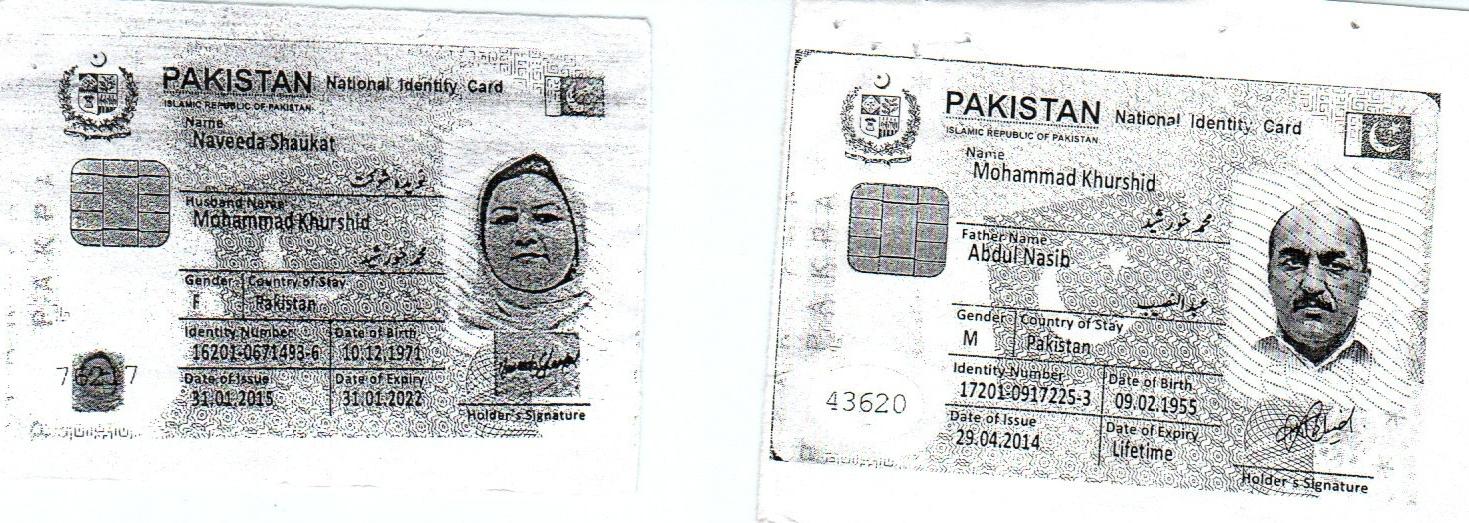 PAKISTAN National Identity Card
ISLAMIC REPUBLIC OF PAKISTAN
Name
Naveeda Shaukat
نویدہ شوکت
Husband Name
Mohammad Khurshid
محمد خورشید
Gender Country of Stay
F Pakistan
Identity Number Date of Birth
16201-0671493-6 10.12.1971
Date of Issue Date of Expiry
31.01.2015 31.01.2022
Holder's Signature
PAKISTAN National Identity Card
ISLAMIC REPUBLIC OF PAKISTAN
Name
Mohammad Khurshid
محمد خورشید
Father Name
Abdul Nasib
عبدالنصیب
Gender Country of Stay
M Pakistan
Identity Number Date of Birth
17201-0917225-3 09.02.1955
Date of Issue Date of Expiry
29.04.2014 Lifetime
43620
Holder's Signature